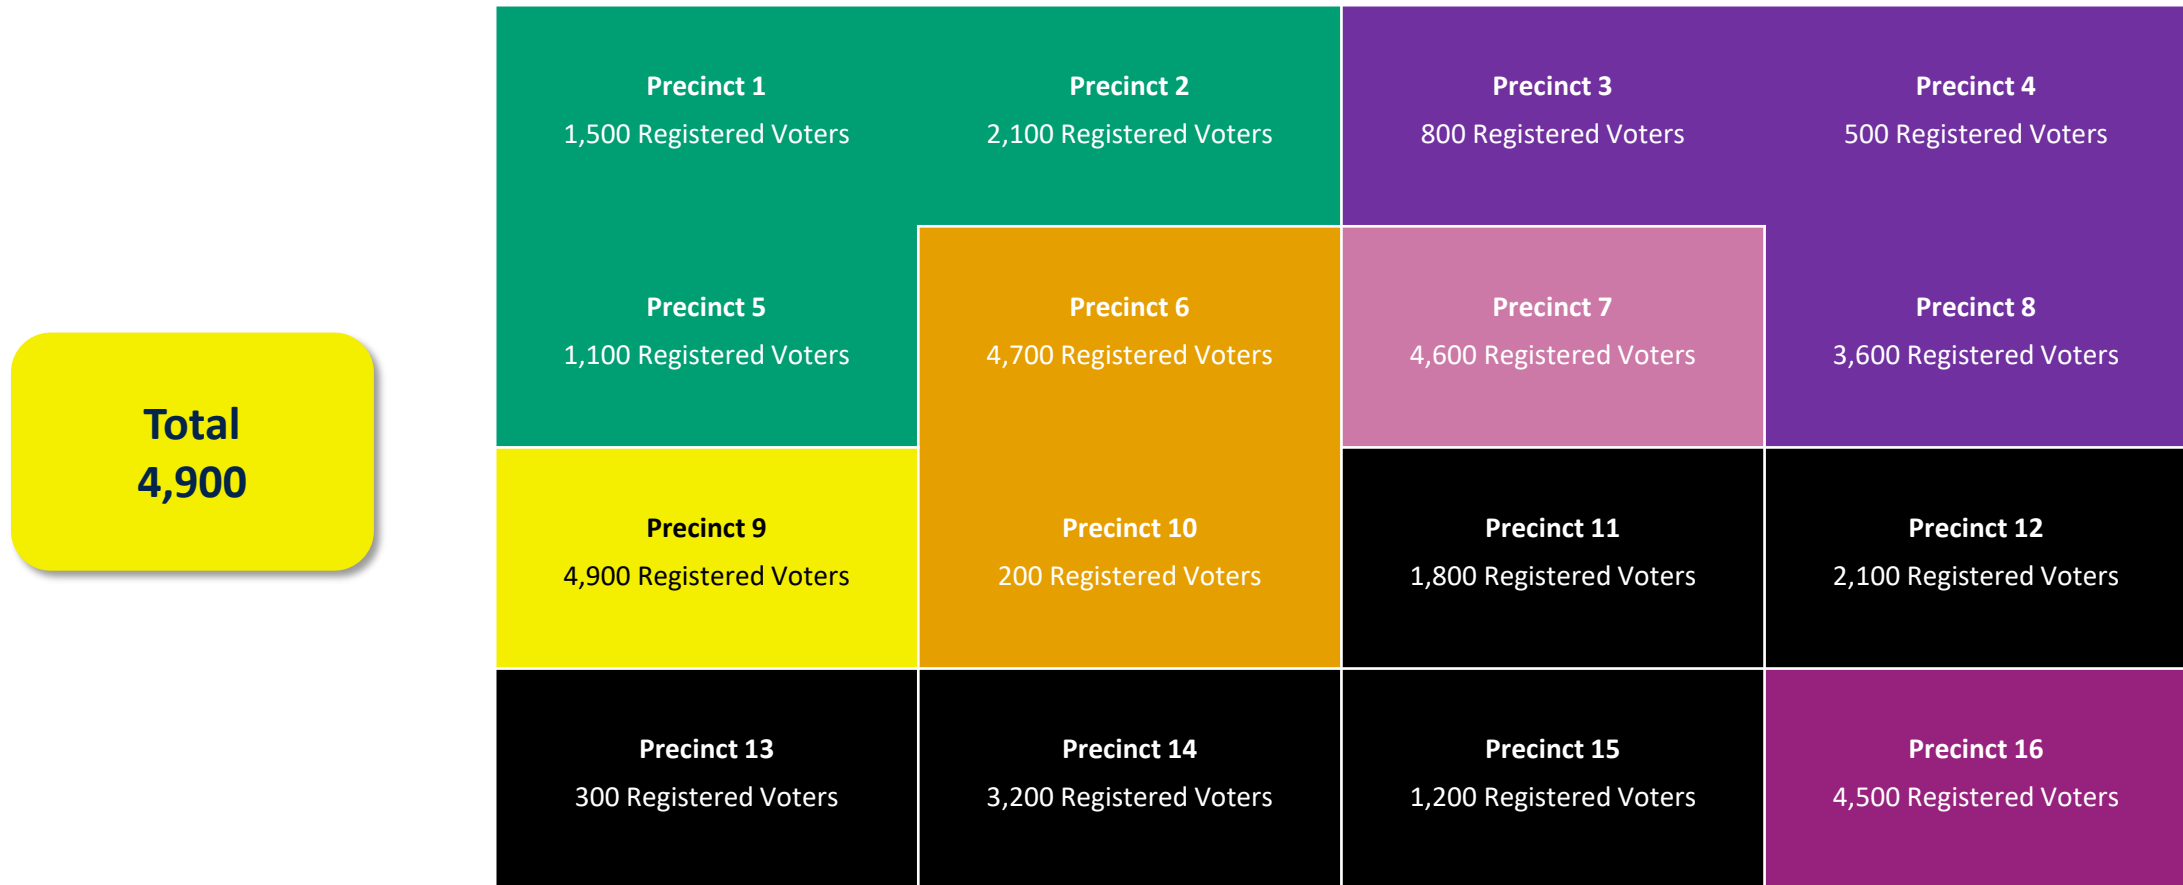 Total
4,900
Precinct 1
1,500 Registered Voters
Precinct 2
2,100 Registered Voters
Precinct 3
800 Registered Voters
Precinct 4
500 Registered Voters
Precinct 5
1,100 Registered Voters
Precinct 6
4,700 Registered Voters
Precinct 7
4,600 Registered Voters
Precinct 8
3,600 Registered Voters
Precinct 9
4,900 Registered Voters
Precinct 10
200 Registered Voters
Precinct 11
1,800 Registered Voters
Precinct 12
2,100 Registered Voters
Precinct 13
300 Registered Voters
Precinct 14
3,200 Registered Voters
Precinct 15
1,200 Registered Voters
Precinct 16
4,500 Registered Voters